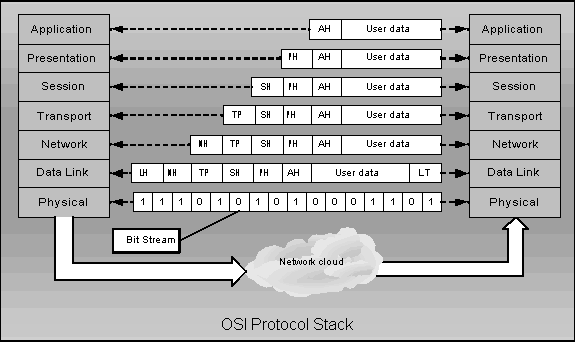 Application AH User data Application
Presentation PH AH User data Presentation
Session SH PH AH User data Session
Transport TP SH PH AH User data Transport
Network NH TP SH PH AH User data Network
Data Link LH NH TP SH PH AH User data LT Data Link
Physical 1 1 1 0 1 0 1 0 1 0 0 0 1 1 0 1 Physical
Bit Stream
Network cloud
OSI Protocol Stack